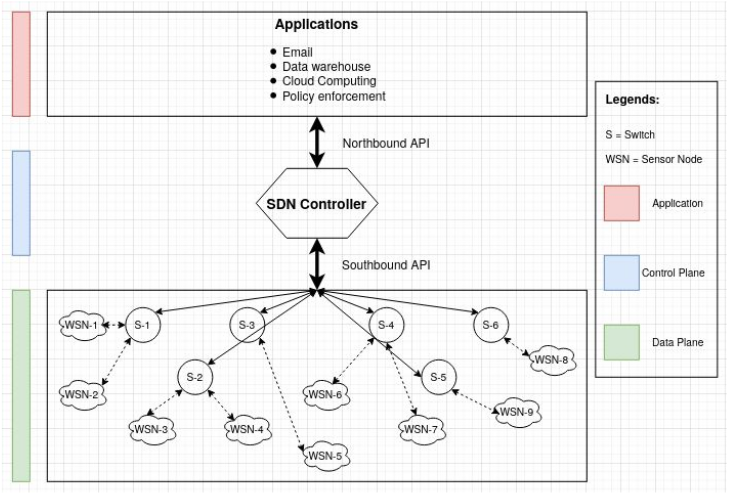 Applications
Email
Data warehouse
Cloud Computing
Policy enforcement
Northbound API
SDN Controller
Southbound API
WSN-1
S-1
S-3
S-4
S-6
WSN-8
S-2
S-5
WSN-2
WSN-6
WSN-9
WSN-3
WSN-4
WSN-7
WSN-5
Legends:
S = Switch
WSN = Sensor Node
Application
Control Plane
Data Plane